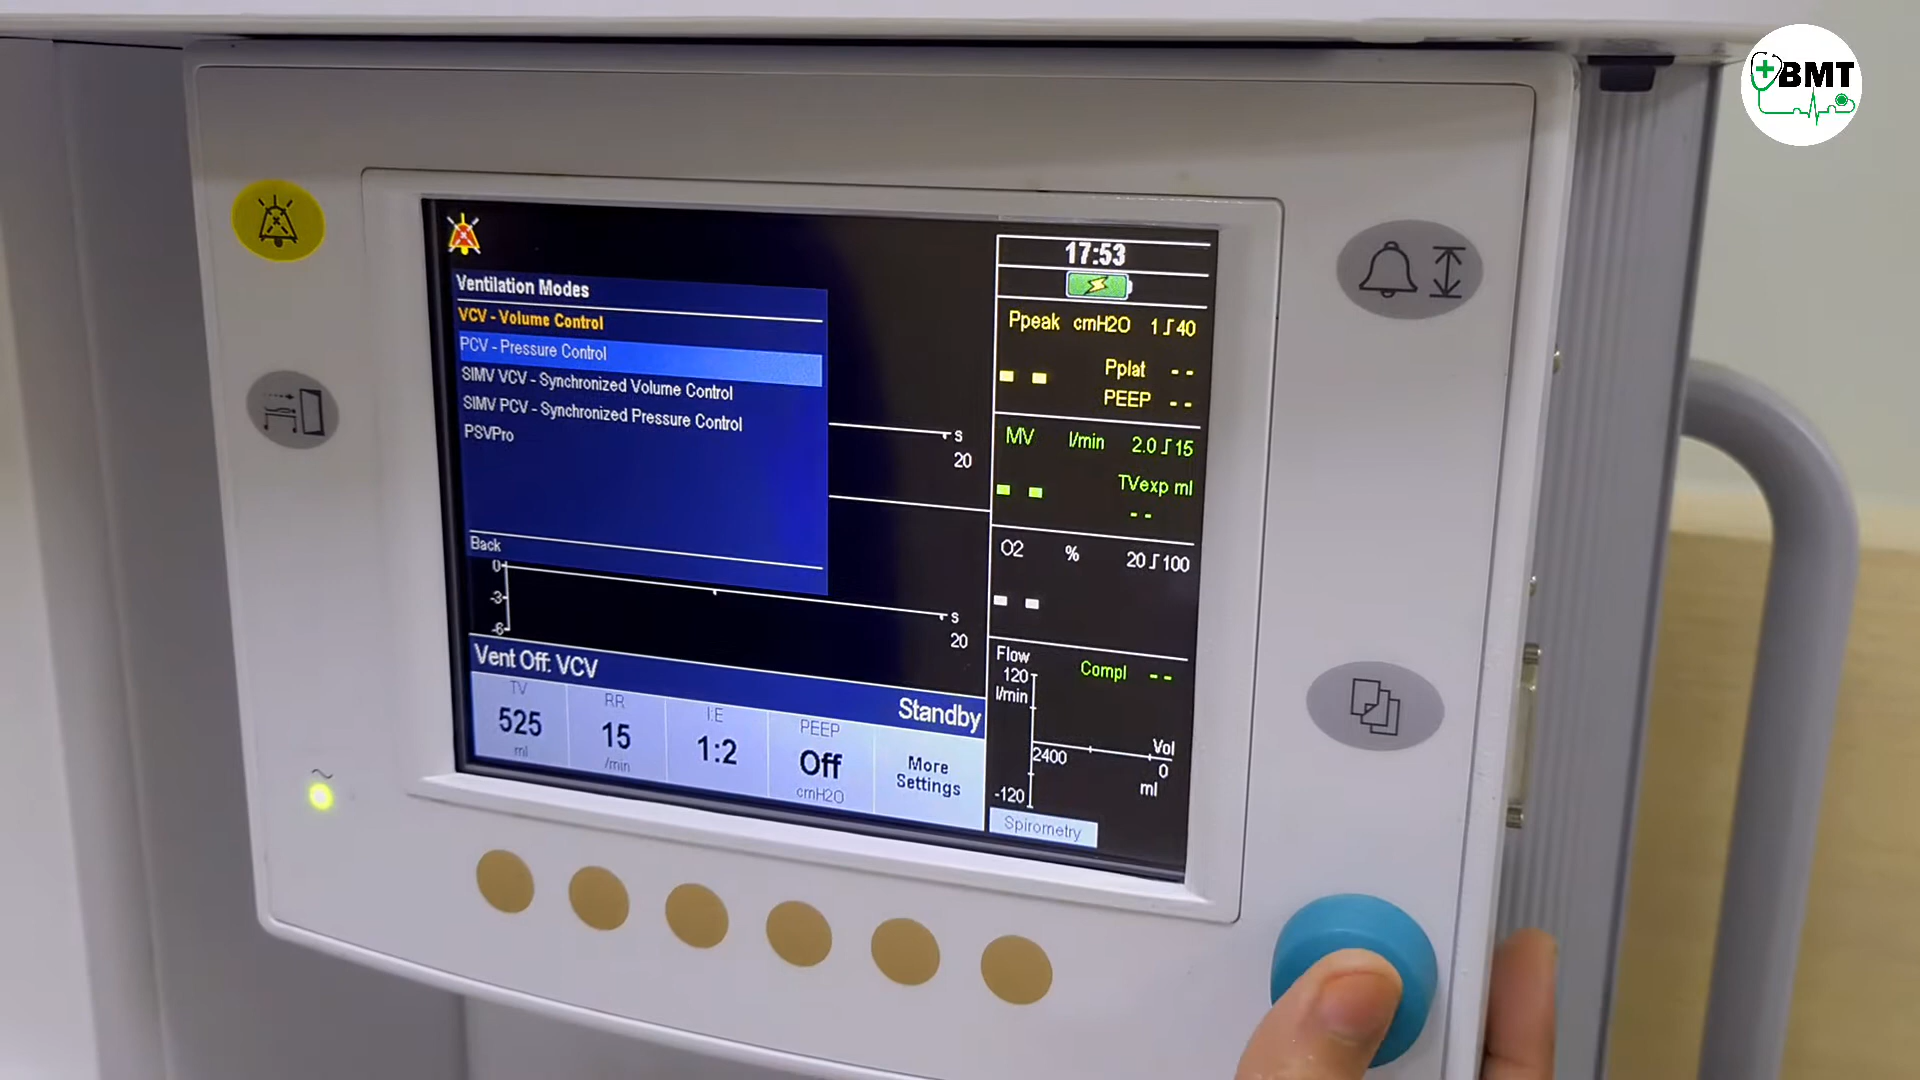 BMT
17:53
Ventilation Modes
VCV - Volume Control
PCV - Pressure Control
SIMV VCV - Synchronized Volume Control
SIMV PCV - Synchronized Pressure Control
PSVPro
Back
s
20
0
-3
-6
s
20
Vent Off: VCV
Standby
TV
525
ml
RR
15
/min
I:E
1:2
PEEP
Off
cmH2O
More
Settings
Ppeak cmH2O 1 40
Pplat --
PEEP --
--
MV l/min 2.0 15
TVexp ml
-- --
O2 % 20 100
--
Flow
120
l/min
Compl --
2400
Vol
0
ml
-120
Spirometry